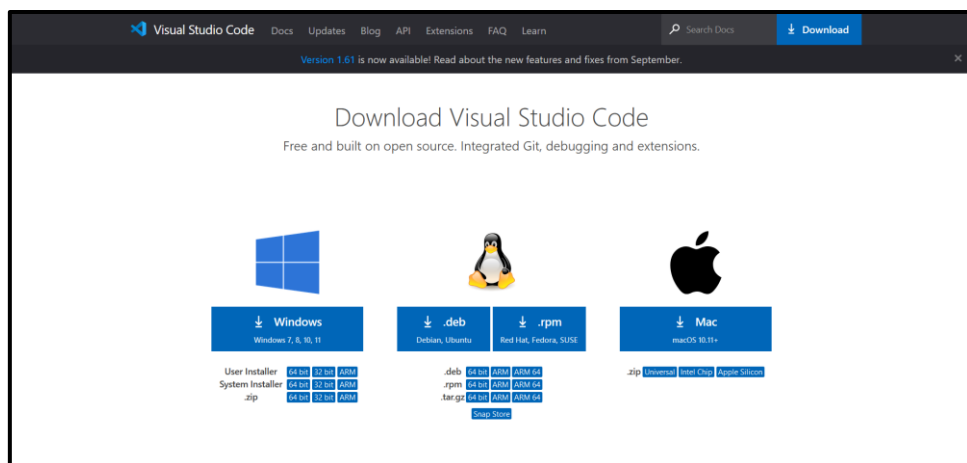 Visual Studio Code Docs Updates Blog API Extensions FAQ Learn Search Docs Download
Version 1.61 is now available! Read about the new features and fixes from September. ×
Download Visual Studio Code
Free and built on open source. Integrated Git, debugging and extensions.
Windows
Windows 7, 8, 10, 11
User Installer 64 bit 32 bit ARM
System Installer 64 bit 32 bit ARM
.zip 64 bit 32 bit ARM
.deb
Debian, Ubuntu
.rpm
Red Hat, Fedora, SUSE
.deb 64 bit ARM ARM 64
.rpm 64 bit ARM ARM 64
.tar.gz 64 bit ARM ARM 64
Snap Store
Mac
macOS 10.11+
.zip Universal Intel Chip Apple Silicon